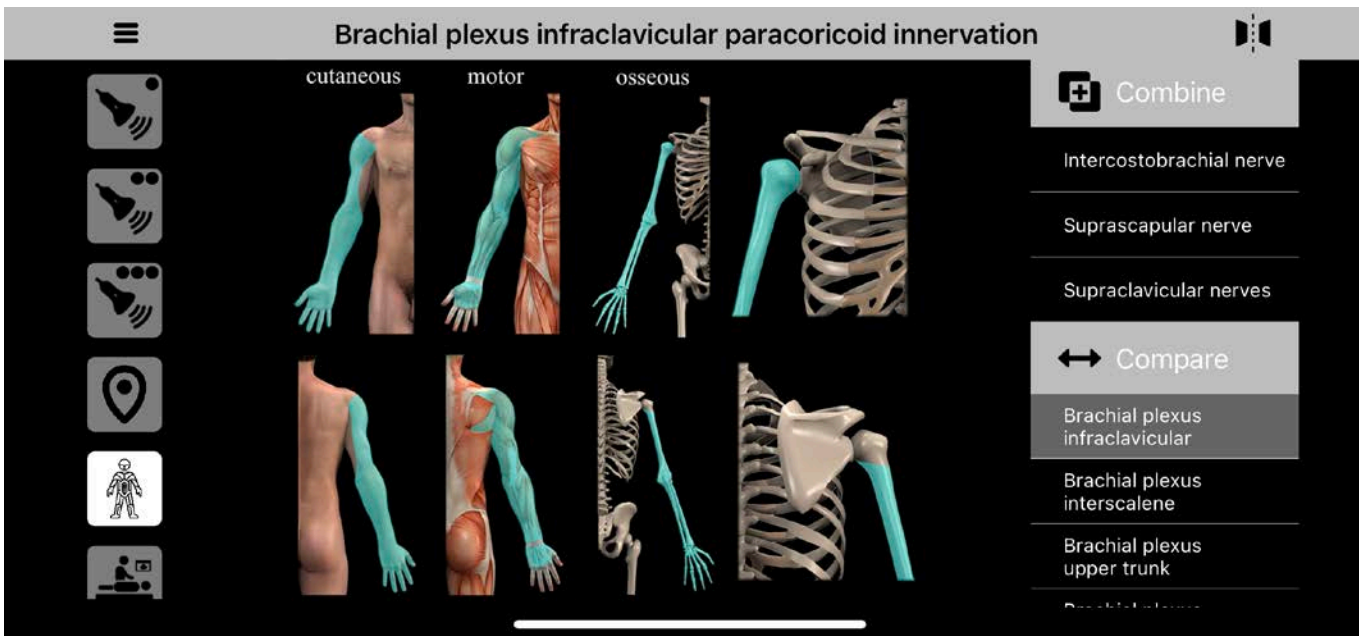 Brachial plexus infraclavicular paracoricoid innervation
cutaneous motor osseous
Combine
Intercostobrachial nerve
Suprascapular nerve
Supraclavicular nerves
Compare
Brachial plexus
infraclavicular
Brachial plexus
interscalene
Brachial plexus
upper trunk